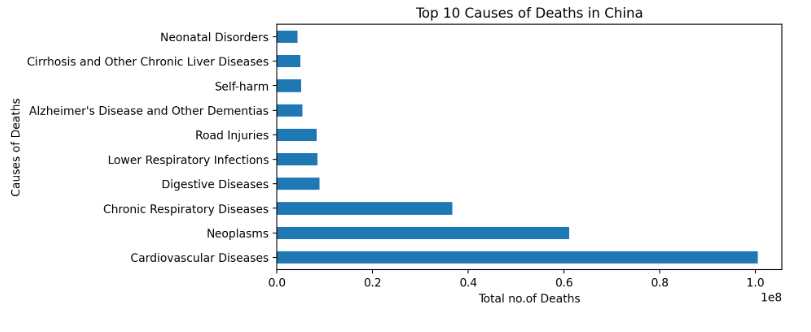 Top 10 Causes of Deaths in China
Causes of Deaths
Neonatal Disorders
Cirrhosis and Other Chronic Liver Diseases
Self-harm
Alzheimer's Disease and Other Dementias
Road Injuries
Lower Respiratory Infections
Digestive Diseases
Chronic Respiratory Diseases
Neoplasms
Cardiovascular Diseases
0.0 0.2 0.4 0.6 0.8 1.0
1e8
Total no.of Deaths